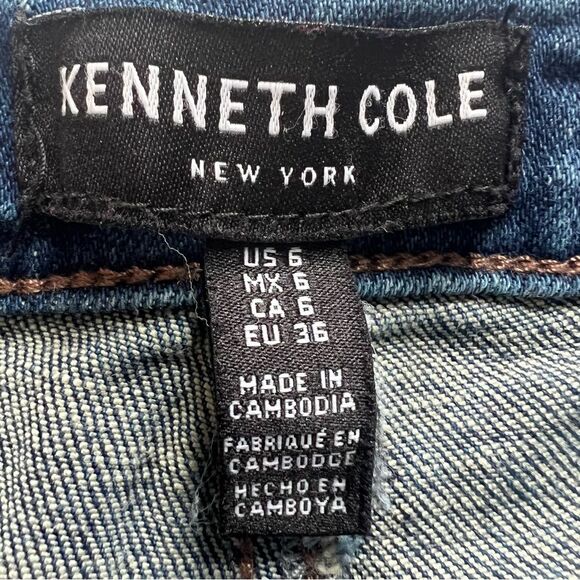 KENNETH COLE
NEW YORK
US 6
MX 6
CA 6
EU 36
MADE IN
CAMBODIA
FABRIQUÉ EN
CAMBODGE
HECHO EN
CAMBOYA